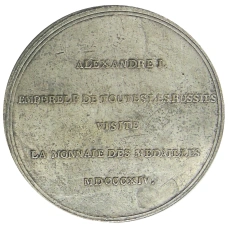 ALEXANDRE I.
EMPEREUR DE TOUTES LES RUSSIES
VISITE
LA MONNAIE DES MEDAILLES
MDCCCXIV.